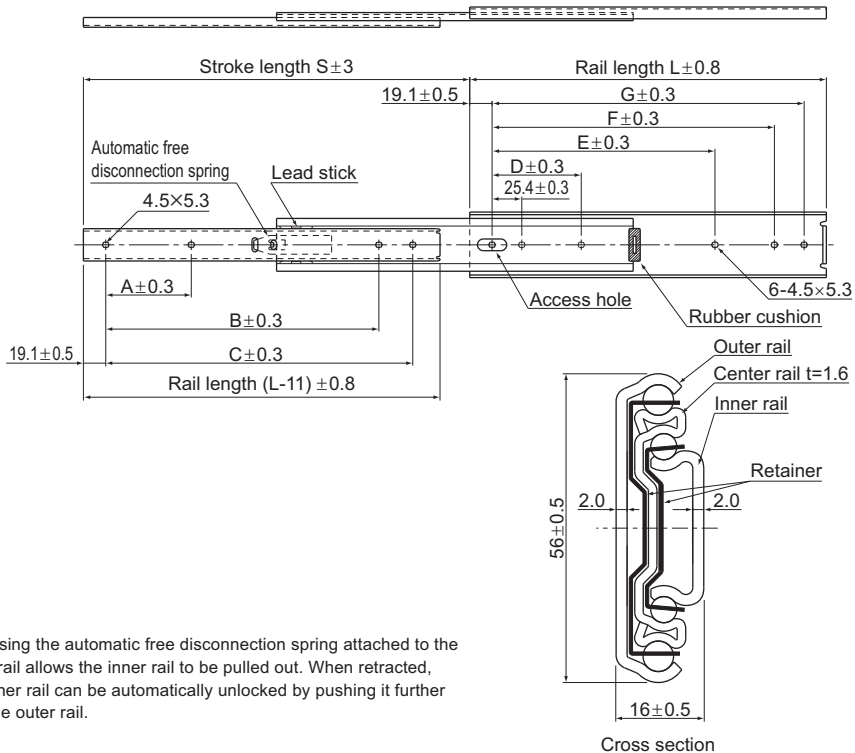 Stroke length S±3
Rail length L±0.8
19.1±0.5
G±0.3
F±0.3
E±0.3
D±0.3
25.4±0.3
Automatic free
disconnection spring
Lead stick
4.5×5.3
A±0.3
B±0.3
C±0.3
19.1±0.5
Rail length (L-11) ±0.8
Access hole
6-4.5×5.3
Rubber cushion
Outer rail
Center rail t=1.6
Inner rail
Retainer
2.0
2.0
56±0.5
16±0.5
Cross section
sing the automatic free disconnection spring attached to the
rail allows the inner rail to be pulled out. When retracted,
ner rail can be automatically unlocked by pushing it further
e outer rail.